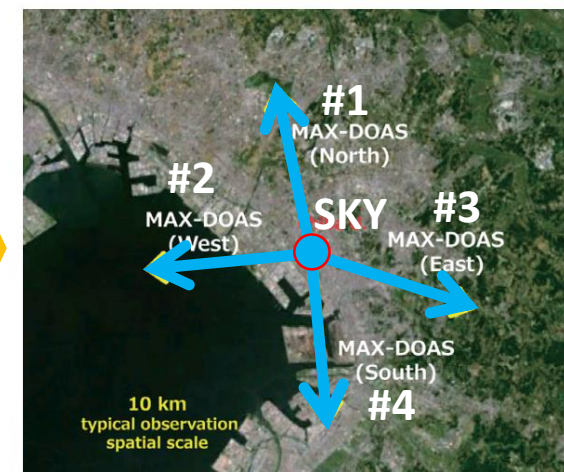 #1
MAX-DOAS
(North)
#2
MAX-DOAS
(West)
SKY
#3
MAX-DOAS
(East)
MAX-DOAS
(South)
#4
10 km
typical observation
spatial scale